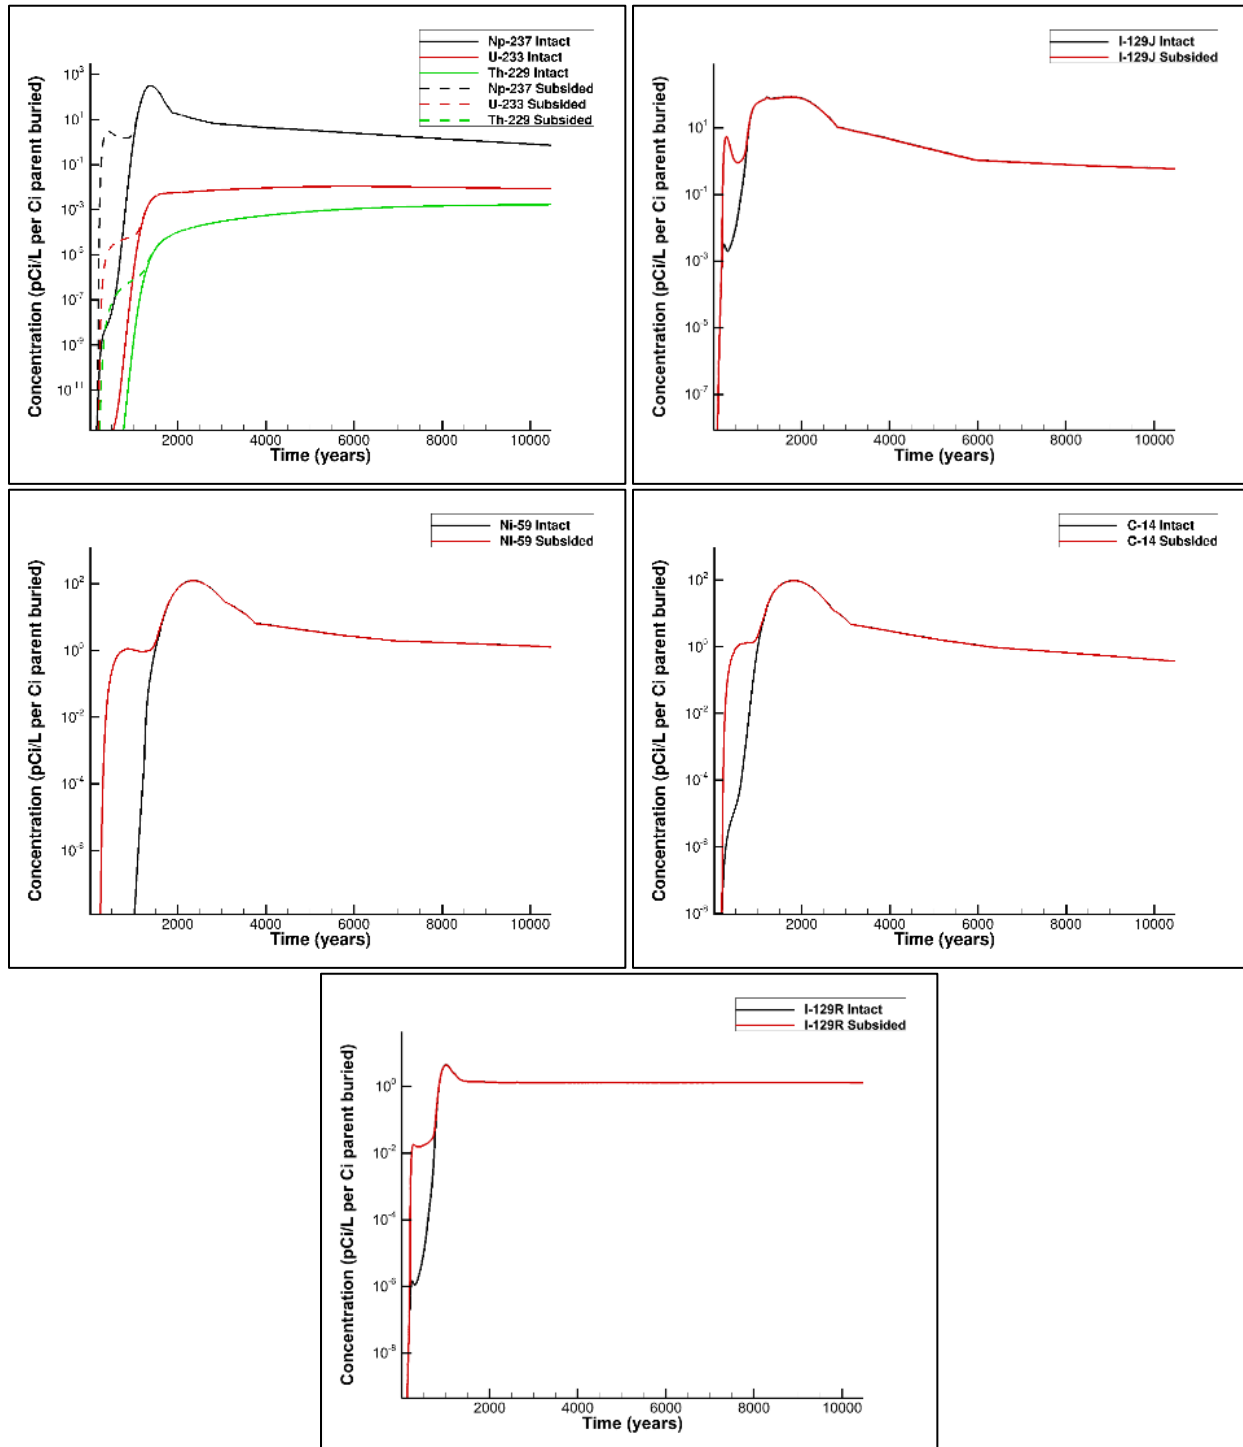 Np-237 Intact
U-233 Intact
Th-229 Intact
Np-237 Subsided
U-233 Subsided
Th-229 Subsided
Concentration (pCi/L per Ci parent buried)
10³
10¹
10⁻¹
10⁻³
10⁻⁵
10⁻⁷
10⁻⁹
10⁻¹¹
2000 4000 6000 8000 10000
Time (years)
I-129J Intact
I-129J Subsided
Concentration (pCi/L per Ci parent buried)
10¹
10⁻¹
10⁻³
10⁻⁵
10⁻⁷
2000 4000 6000 8000 10000
Time (years)
Ni-59 Intact
NI-59 Subsided
Concentration (pCi/L per Ci parent buried)
10²
10⁰
10⁻²
10⁻⁴
10⁻⁶
2000 4000 6000 8000 10000
Time (years)
C-14 Intact
C-14 Subsided
Concentration (pCi/L per Ci parent buried)
10²
10⁰
10⁻²
10⁻⁴
10⁻⁶
10⁻⁸
2000 4000 6000 8000 10000
Time (years)
I-129R Intact
I-129R Subsided
Concentration (pCi/L per Ci parent buried)
10⁰
10⁻²
10⁻⁴
10⁻⁶
10⁻⁸
2000 4000 6000 8000 10000
Time (years)